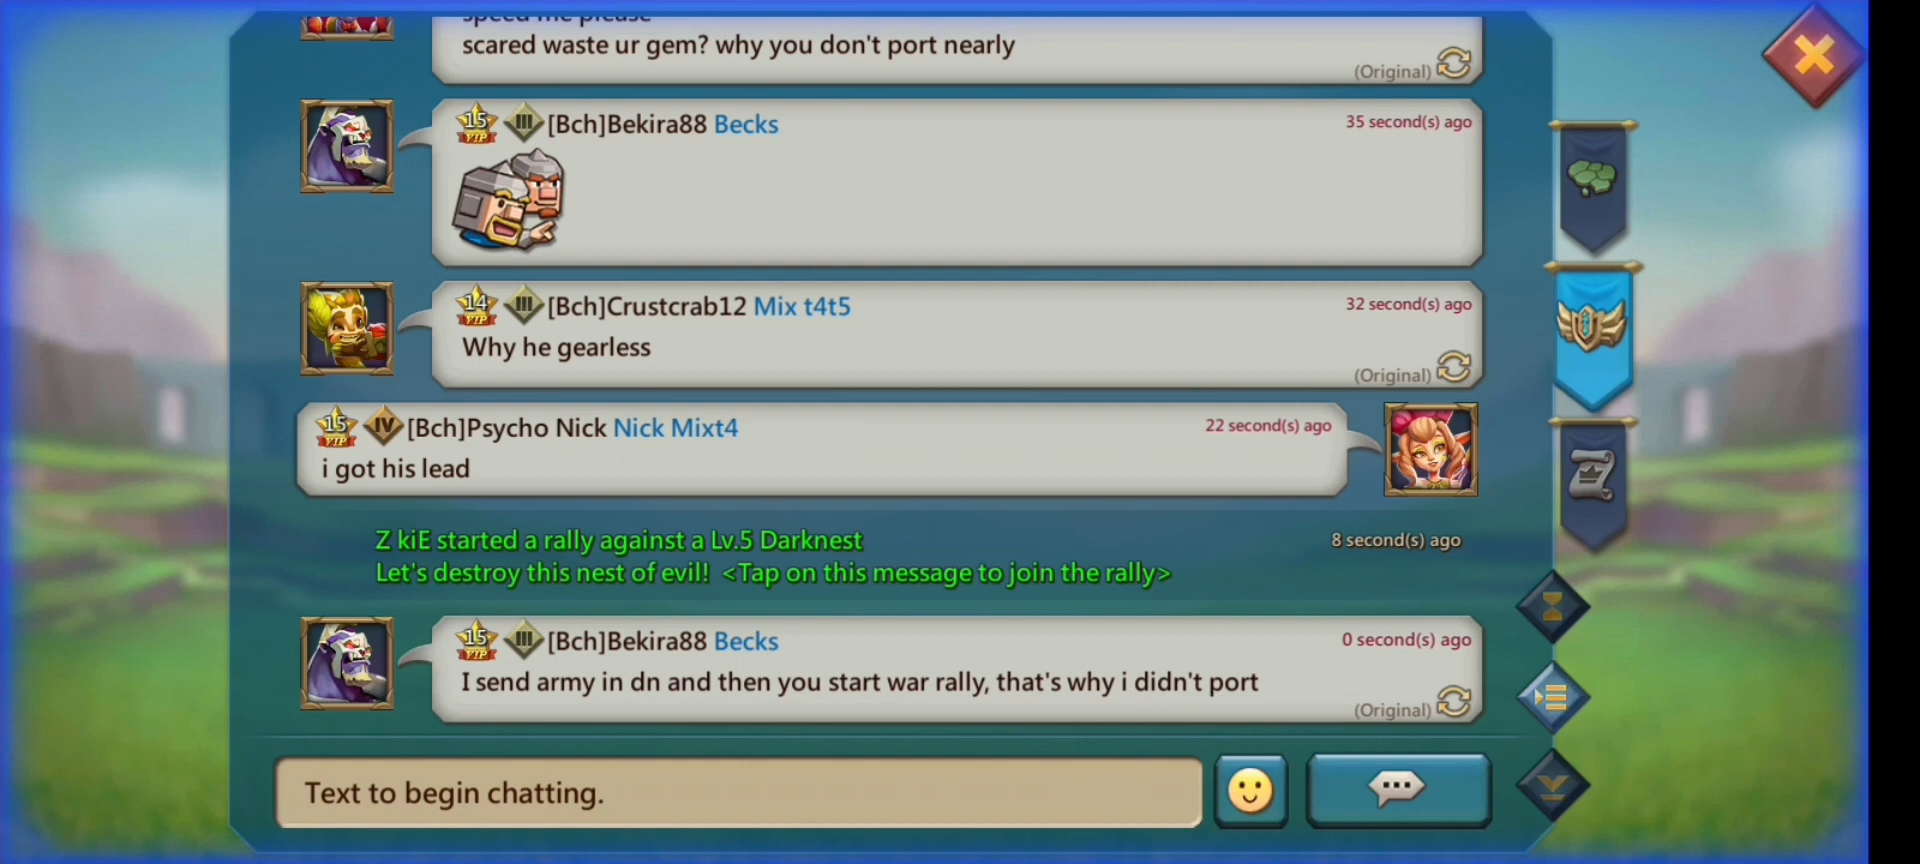 speed me please
scared waste ur gem? why you don't port nearly
(Original)
15 VIP III [Bch]Bekira88 Becks 35 second(s) ago
14 VIP III [Bch]Crustcrab12 Mix t4t5 32 second(s) ago
Why he gearless
(Original)
15 VIP IV [Bch]Psycho Nick Nick Mixt4 22 second(s) ago
i got his lead
Z kiE started a rally against a Lv.5 Darknest 8 second(s) ago
Let's destroy this nest of evil! <Tap on this message to join the rally>
15 VIP III [Bch]Bekira88 Becks 0 second(s) ago
I send army in dn and then you start war rally, that's why i didn't port
(Original)
Text to begin chatting.